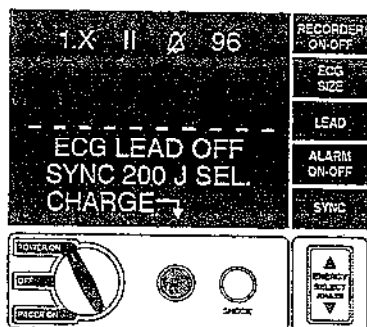 1.X II 96
RECORDER
ON-OFF
ECG
SIZE
LEAD
ECG LEAD OFF
SYNC 200 J SEL.
CHARGE
ALARM
ON-OFF
SYNC
POWER ON
OFF
PACER ON
SHOCK
ENERGY
SELECT